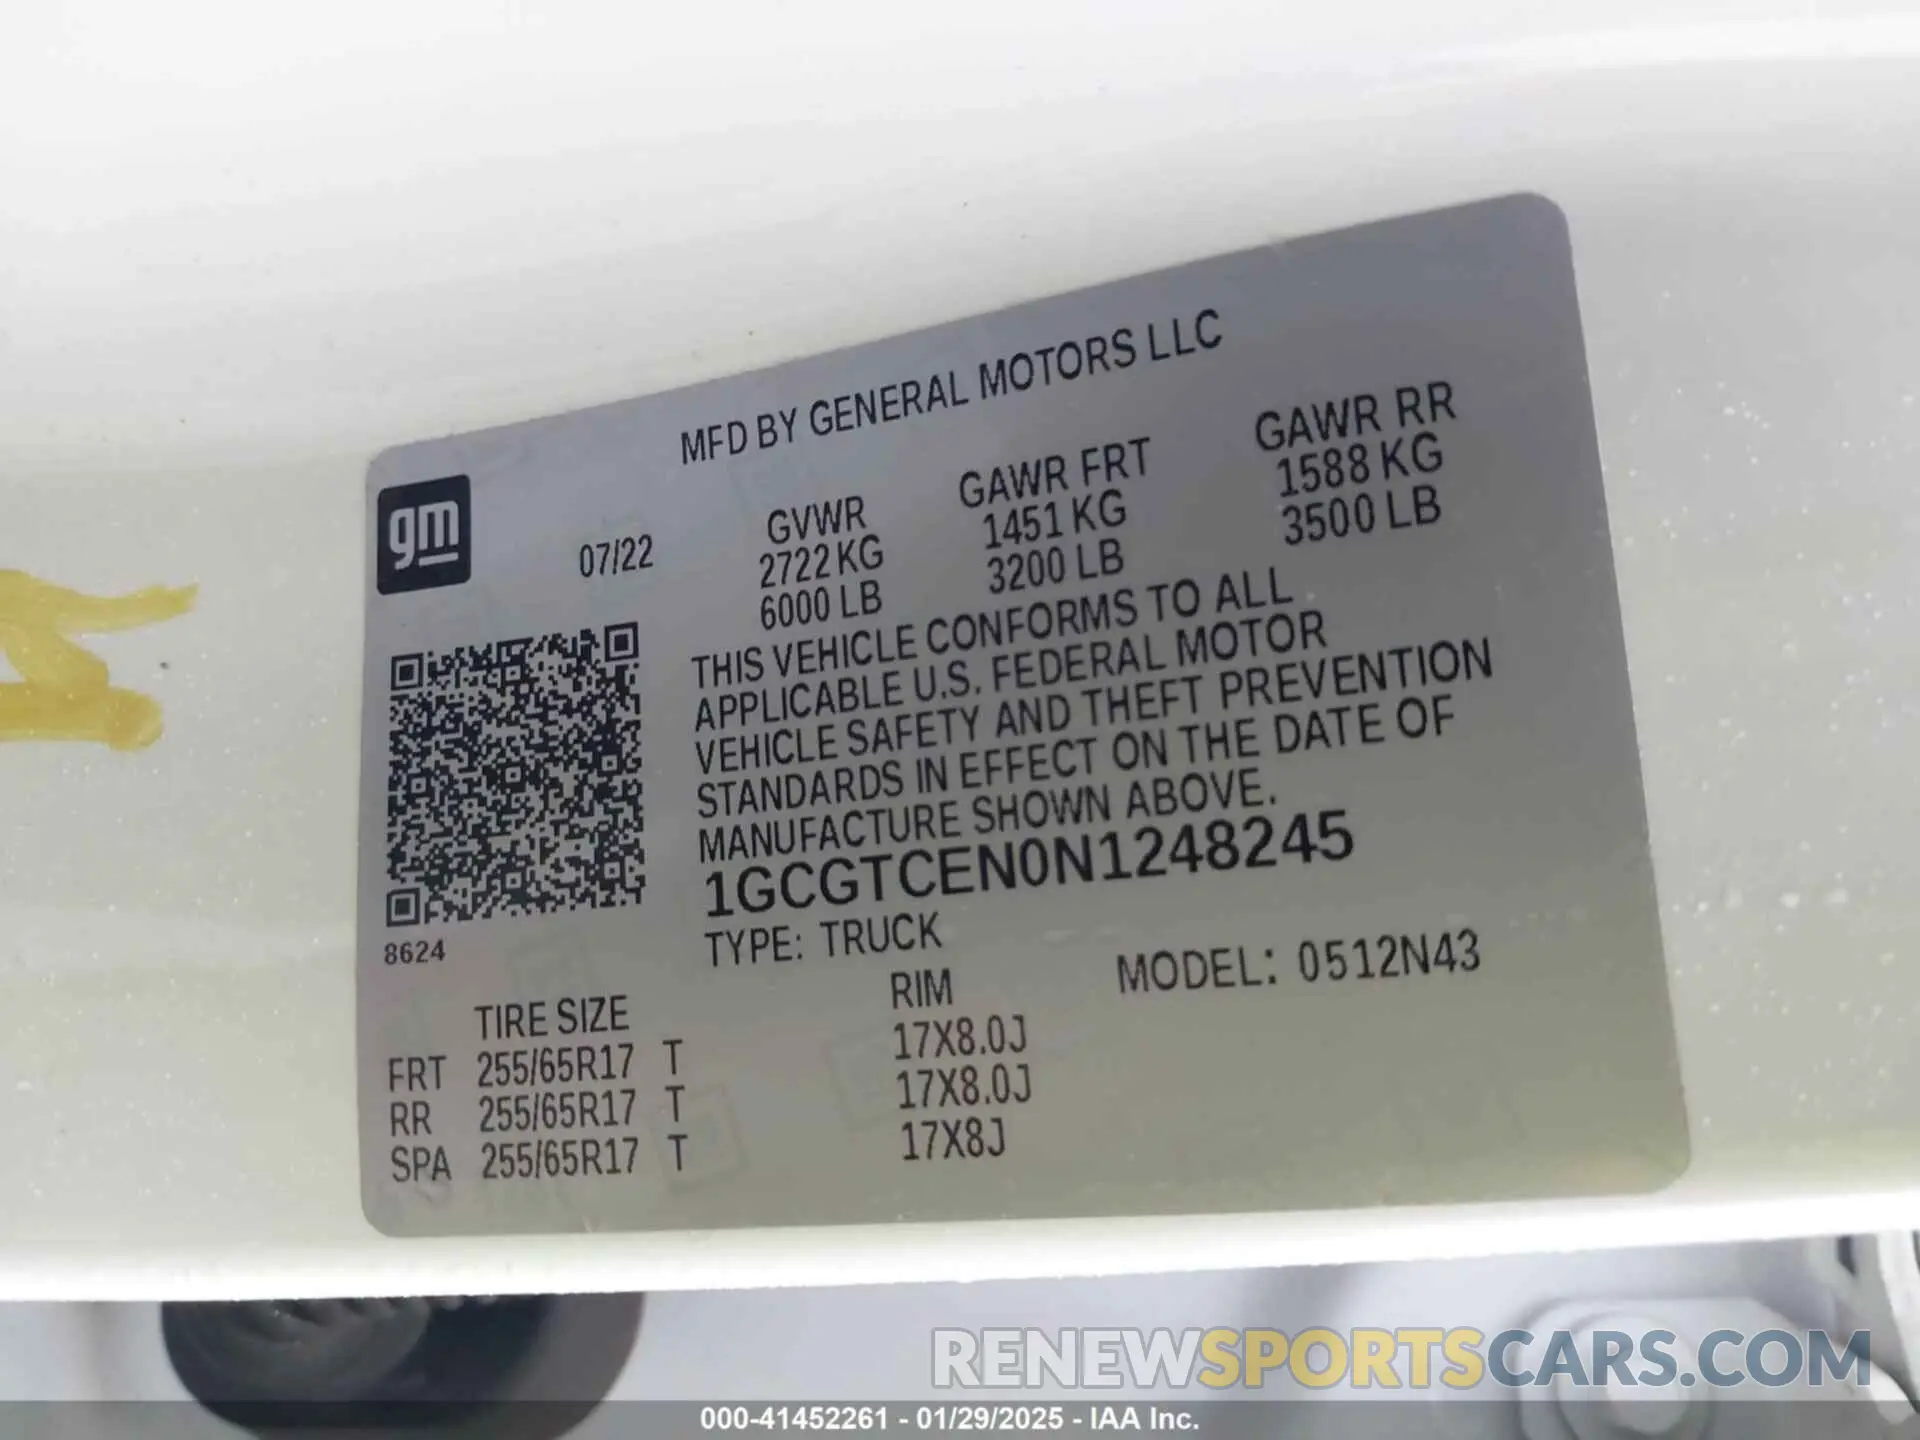 MFD BY GENERAL MOTORS LLC
gm
07/22
GVWR
2722 KG
6000 LB
GAWR FRT
1451 KG
3200 LB
GAWR RR
1588 KG
3500 LB
THIS VEHICLE CONFORMS TO ALL
APPLICABLE U.S. FEDERAL MOTOR
VEHICLE SAFETY AND THEFT PREVENTION
STANDARDS IN EFFECT ON THE DATE OF
MANUFACTURE SHOWN ABOVE.
1GCGTCEN0N1248245
8624
TYPE: TRUCK
MODEL: 0512N43
TIRE SIZE RIM
FRT 255/65R17 T 17X8.0J
RR 255/65R17 T 17X8.0J
SPA 255/65R17 T 17X8J
RENEWSPORTSCARS.COM
000-41452261 - 01/29/2025 - IAA Inc.